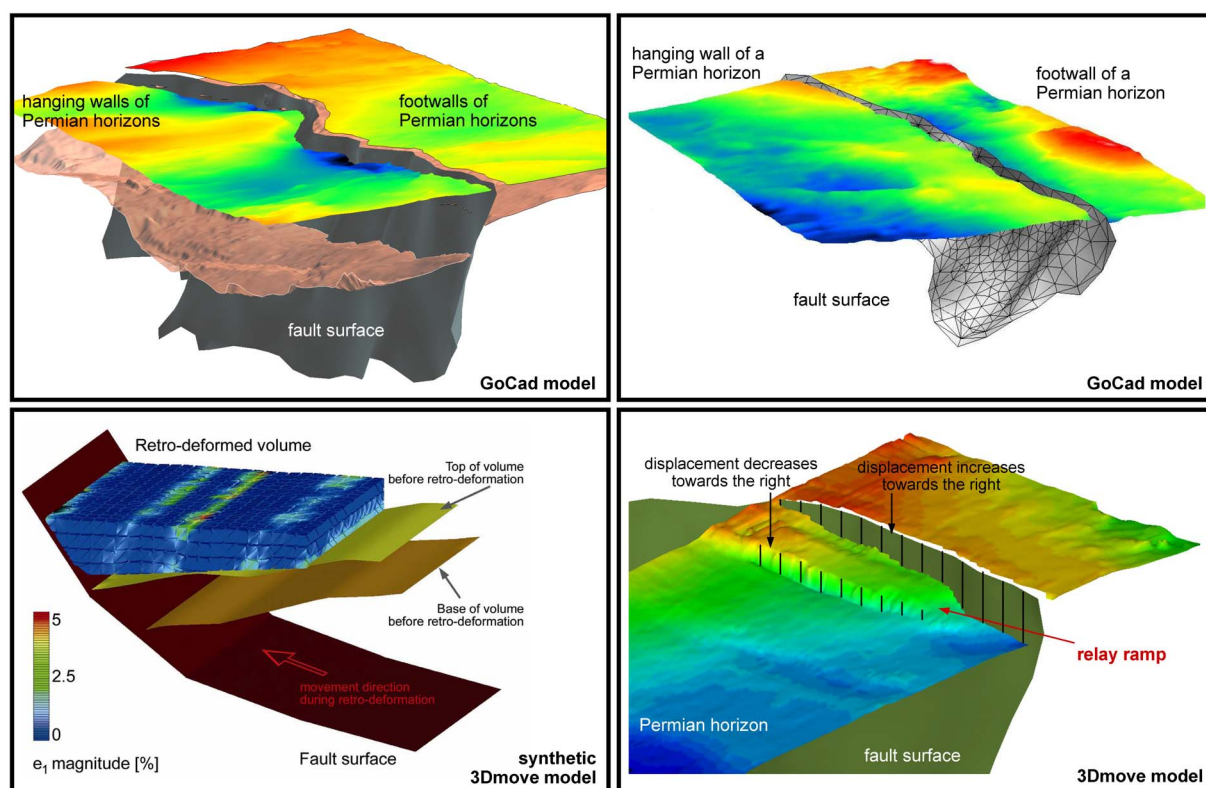 hanging walls of
Permian horizons
footwalls of
Permian horizons
fault surface
GoCad model
hanging wall of a
Permian horizon
footwall of a
Permian horizon
fault surface
GoCad model
Retro-deformed volume
Top of volume
before retro-deformation
Base of volume
before retro-deformation
5
2.5
0
e₁ magnitude [%]
movement direction
during retro-deformation
Fault surface
synthetic
3Dmove model
displacement decreases
towards the right
displacement increases
towards the right
relay ramp
Permian horizon
fault surface
3Dmove model